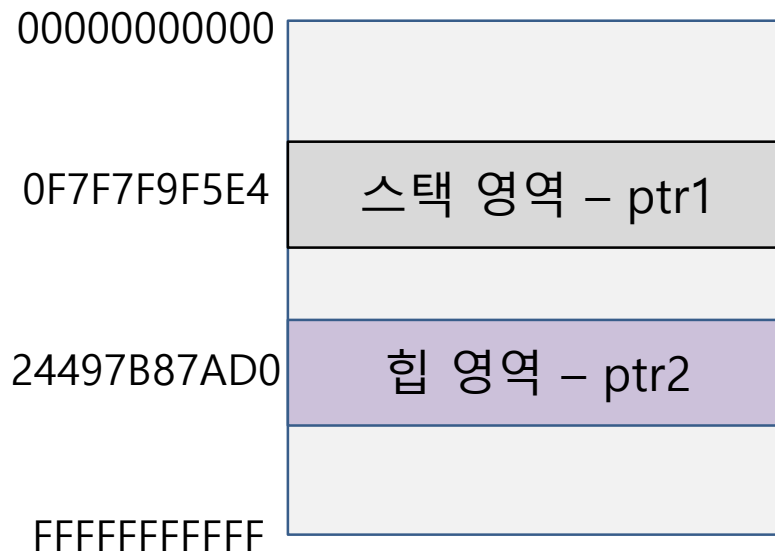 00000000000
0F7F7F9F5E4
스택 영역 – ptr1
24497B87AD0
힙 영역 – ptr2
FFFFFFFFFFF